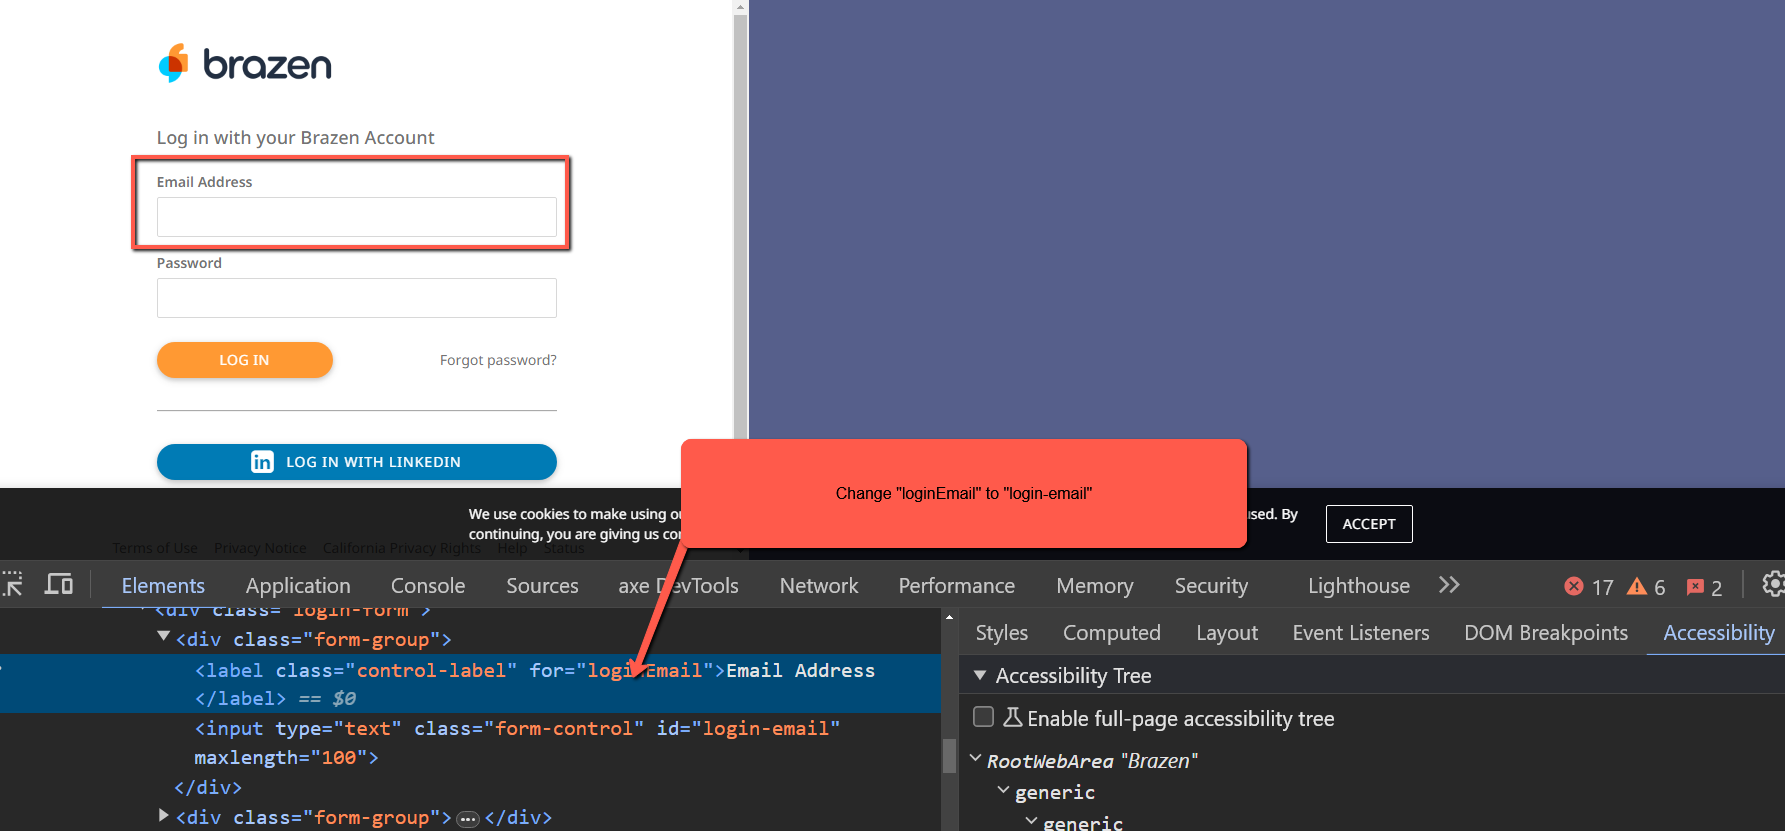 brazen
Log in with your Brazen Account
Email Address
Password
LOG IN
Forgot password?
in LOG IN WITH LINKEDIN
Change "loginEmail" to "login-email"
We use cookies to make using ou
used. By
continuing, you are giving us co
ACCEPT
Terms of Use Privacy Notice California Privacy Rights Help Status
Elements Application Console Sources axe DevTools Network Performance Memory Security Lighthouse 17 6 2
<div class="login-form">
<div class="form-group">
<label class="control-label" for="loginEmail">Email Address
</label> == $0
<input type="text" class="form-control" id="login-email"
maxlength="100">
</div>
<div class="form-group">…</div>
Styles Computed Layout Event Listeners DOM Breakpoints Accessibility
Accessibility Tree
Enable full-page accessibility tree
RootWebArea "Brazen"
generic
generic